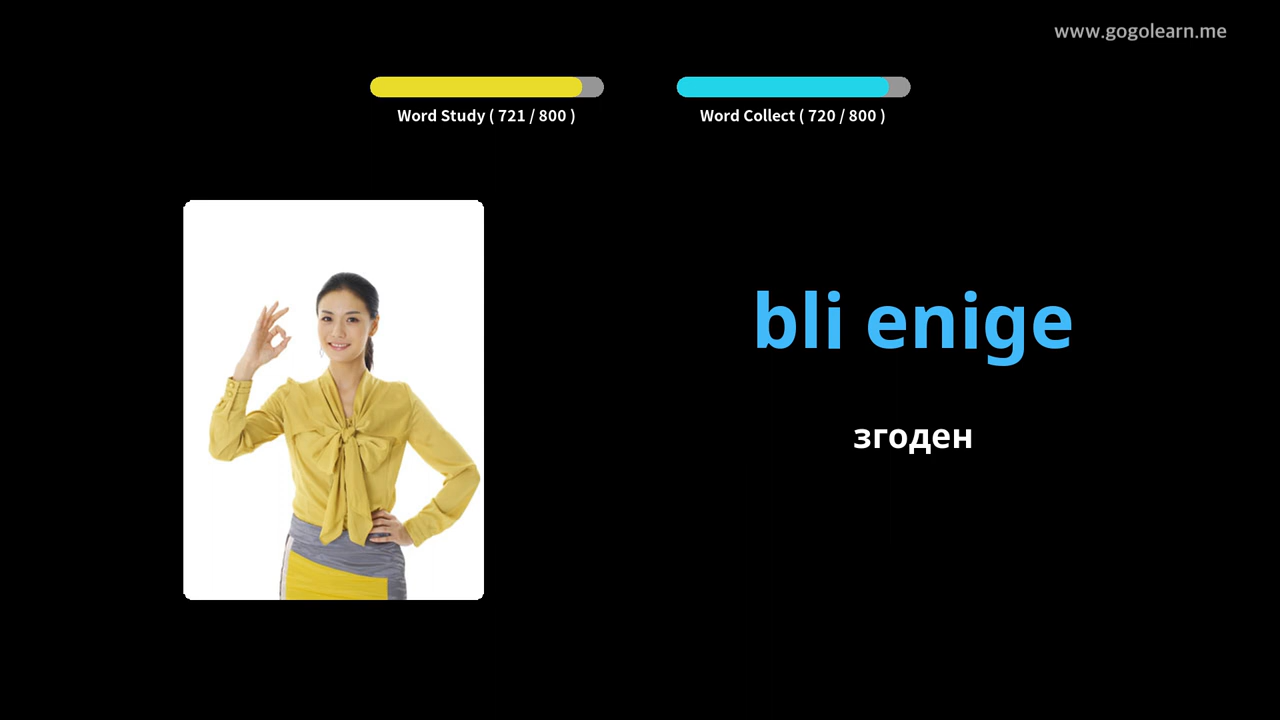 www.gogolearn.me
Word Study ( 721 / 800 )
Word Collect ( 720 / 800 )
bli enige
згоден